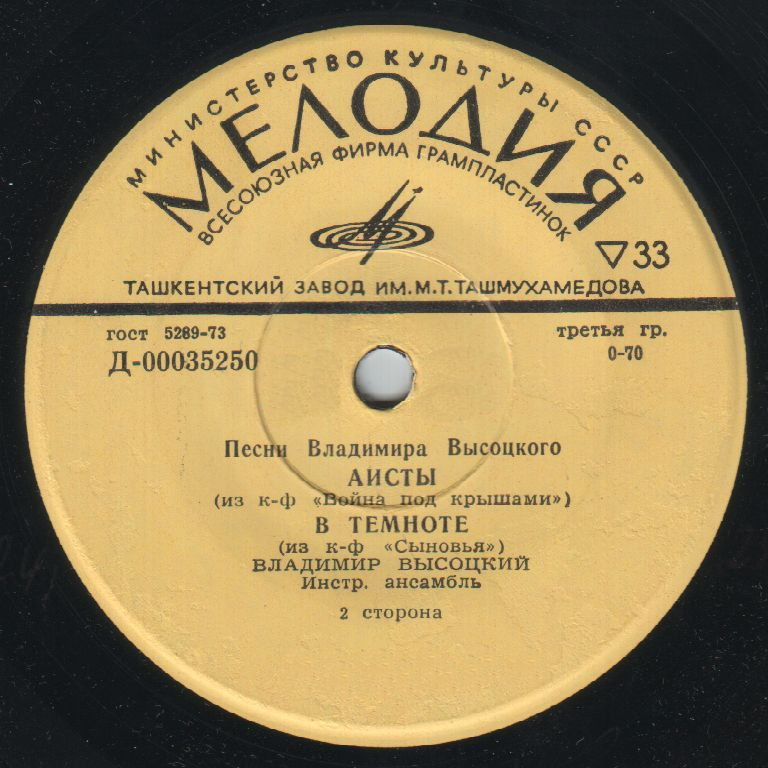 МИНИСТЕРСТВО КУЛЬТУРЫ СССР
МЕЛОДИЯ
ВСЕСОЮЗНАЯ ФИРМА ГРАМПЛАСТИНОК
▽33
ТАШКЕНТСКИЙ ЗАВОД ИМ.М.Т.ТАШМУХАМЕДОВА
гост 5289-73
третья гр.
Д-00035250
0-70
Песни Владимира Высоцкого
АИСТЫ
(из к-ф «Война под крышами»)
В ТЕМНОТЕ
(из к-ф «Сыновья»)
ВЛАДИМИР ВЫСОЦКИЙ
Инстр. ансамбль
2 сторона